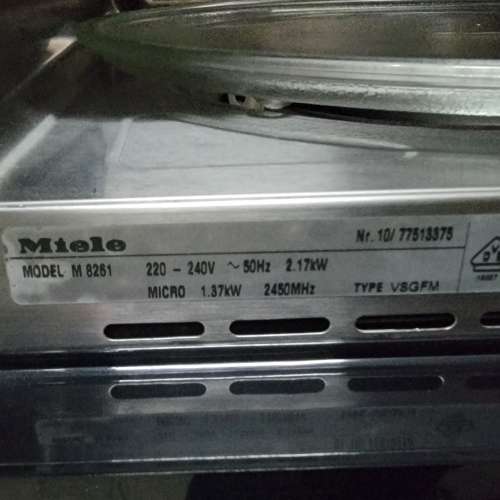 Miele
Nr. 10/ 77513375
MODEL M 8261 220 - 240V ~ 50Hz 2.17kW
MICRO 1.37kW 2450MHz TYPE VSGFM